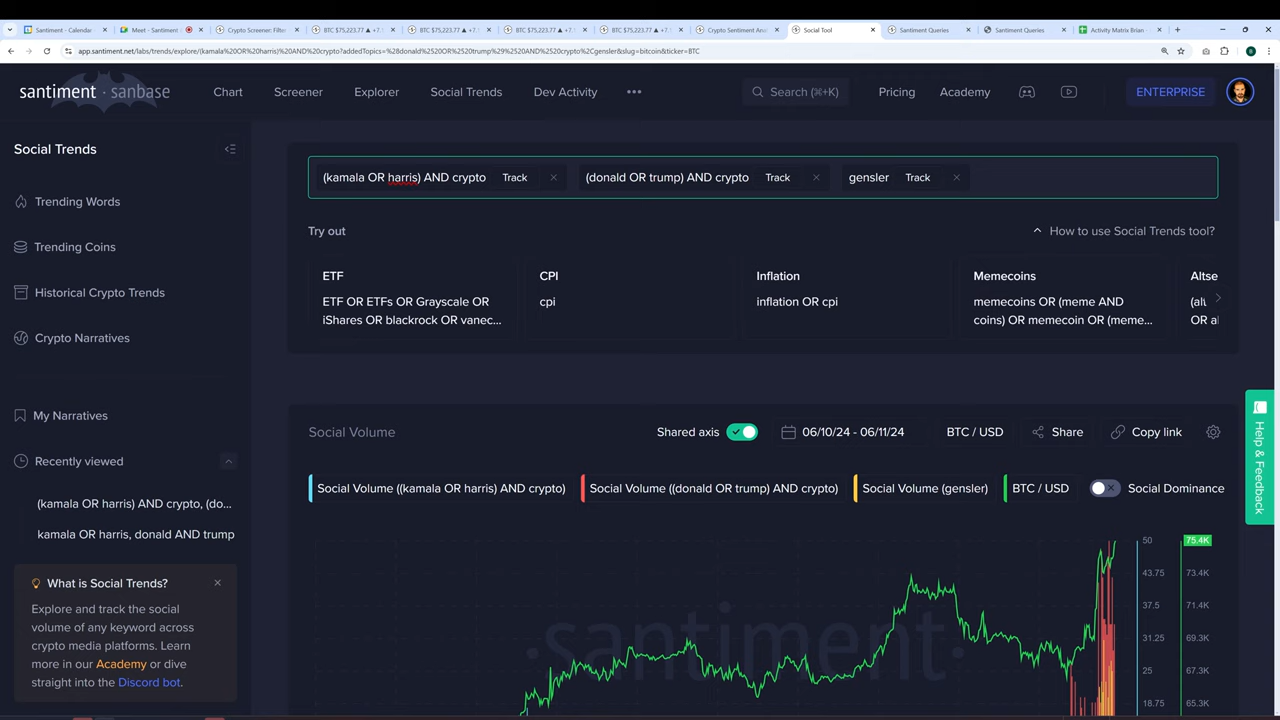 Santiment - Calendar
Meet - Santiment
Crypto Screener: Filter
BTC $75,223.77 ▲ +7.
BTC $75,223.77 ▲ +7.
BTC $75,223.77 ▲ +7.
BTC $75,223.77 ▲ +7.
Crypto Sentiment Ana
Social Tool
Santiment Queries
Santiment Queries
Activity Matrix Brian -
app.santiment.net/labs/trends/explore/(kamala%20OR%20harris)%20AND%20crypto?addedTopics=%28donald%2520OR%2520trump%29%2520AND%2520crypto%2Cgensler&slug=bitcoin&ticker=BTC
santiment · sanbase
Chart
Screener
Explorer
Social Trends
Dev Activity
Search (⌘+K)
Pricing
Academy
ENTERPRISE
Social Trends
Trending Words
Trending Coins
Historical Crypto Trends
Crypto Narratives
My Narratives
Recently viewed
(kamala OR harris) AND crypto, (do...
kamala OR harris, donald AND trump
What is Social Trends?
Explore and track the social
volume of any keyword across
crypto media platforms. Learn
more in our Academy or dive
straight into the Discord bot.
(kamala OR harris) AND crypto Track
(donald OR trump) AND crypto Track
gensler Track
Try out
How to use Social Trends tool?
ETF
ETF OR ETFs OR Grayscale OR
iShares OR blackrock OR vanec...
CPI
cpi
Inflation
inflation OR cpi
Memecoins
memecoins OR (meme AND
coins) OR memecoin OR (meme...
Altse
(alt
OR al
Social Volume
Shared axis
06/10/24 - 06/11/24
BTC / USD
Share
Copy link
Social Volume ((kamala OR harris) AND crypto)
Social Volume ((donald OR trump) AND crypto)
Social Volume (gensler)
BTC / USD
Social Dominance
50
43.75
37.5
31.25
25
18.75
75.4K
73.4K
71.4K
69.3K
67.3K
65.3K
santiment
Help & Feedback